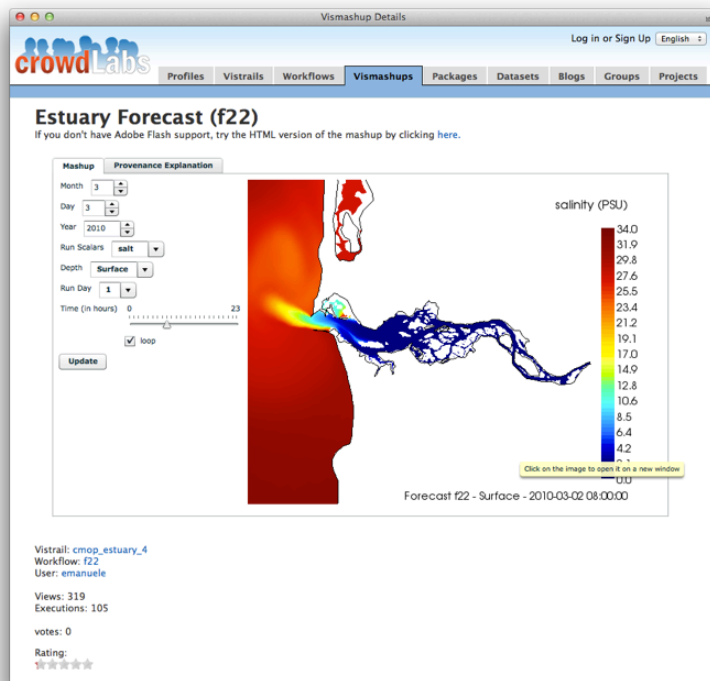 Vismashup Details
Log in or Sign Up English
crowdLabs
Profiles Vistrails Workflows Vismashups Packages Datasets Blogs Groups Projects
Estuary Forecast (f22)
If you don't have Adobe Flash support, try the HTML version of the mashup by clicking here.
Mashup Provenance Explanation
Month 3
Day 3
Year 2010
Run Scalars salt
Depth Surface
Run Day 1
Time (in hours) 0 23
loop
Update
salinity (PSU)
34.0
31.9
29.8
27.6
25.5
23.4
21.2
19.1
17.0
14.9
12.8
10.6
8.5
6.4
4.2
Click on the image to open it on a new window
0.0
Forecast f22 - Surface - 2010-03-02 08:00:00
Vistrail: cmop_estuary_4
Workflow: f22
User: emanuele
Views: 319
Executions: 105
votes: 0
Rating: